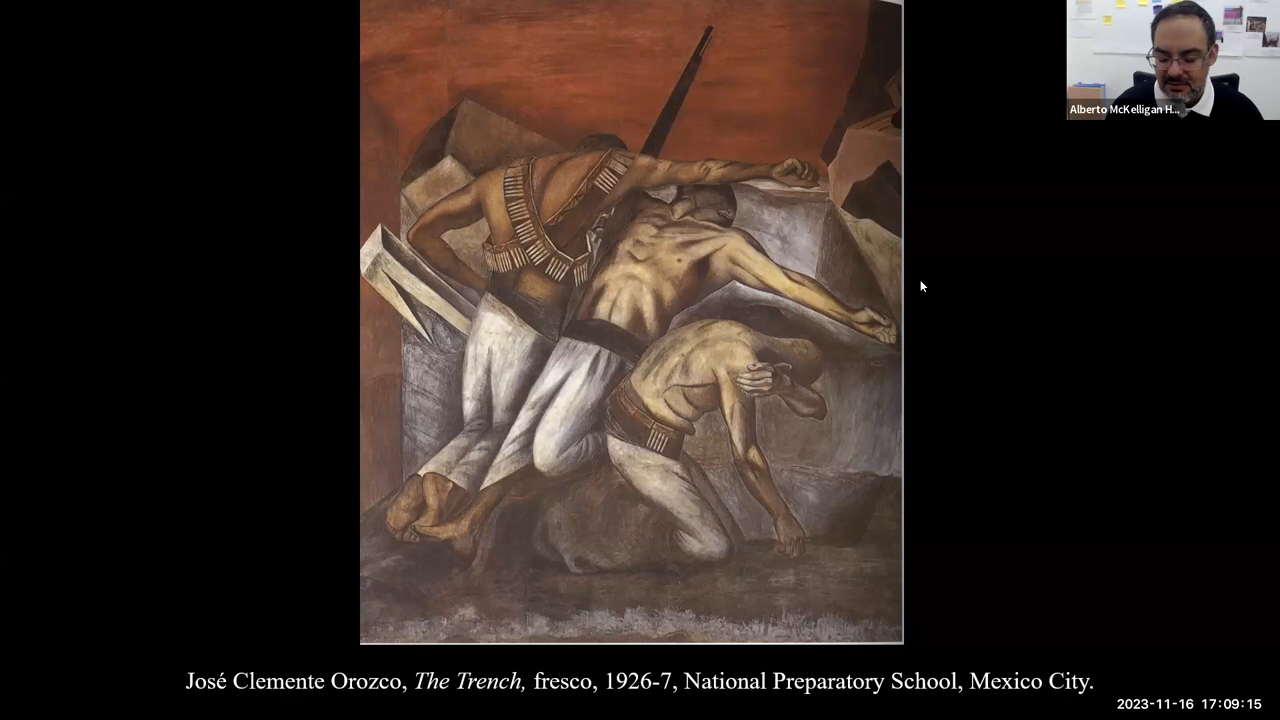 Alberto McKelligan H...
José Clemente Orozco, The Trench, fresco, 1926-7, National Preparatory School, Mexico City.
2023-11-16 17:09:15